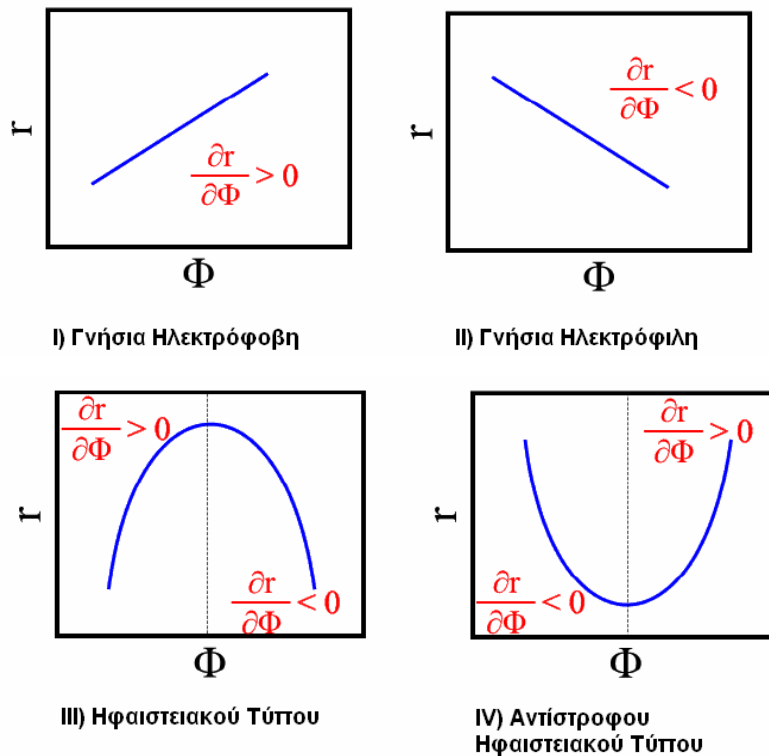 r
∂r/∂Φ > 0
Φ
I) Γνήσια Ηλεκτρόφοβη
r
∂r/∂Φ < 0
Φ
II) Γνήσια Ηλεκτρόφιλη
r
∂r/∂Φ > 0
∂r/∂Φ < 0
Φ
III) Ηφαιστειακού Τύπου
r
∂r/∂Φ > 0
∂r/∂Φ < 0
Φ
IV) Αντίστροφου
Ηφαιστειακού Τύπου